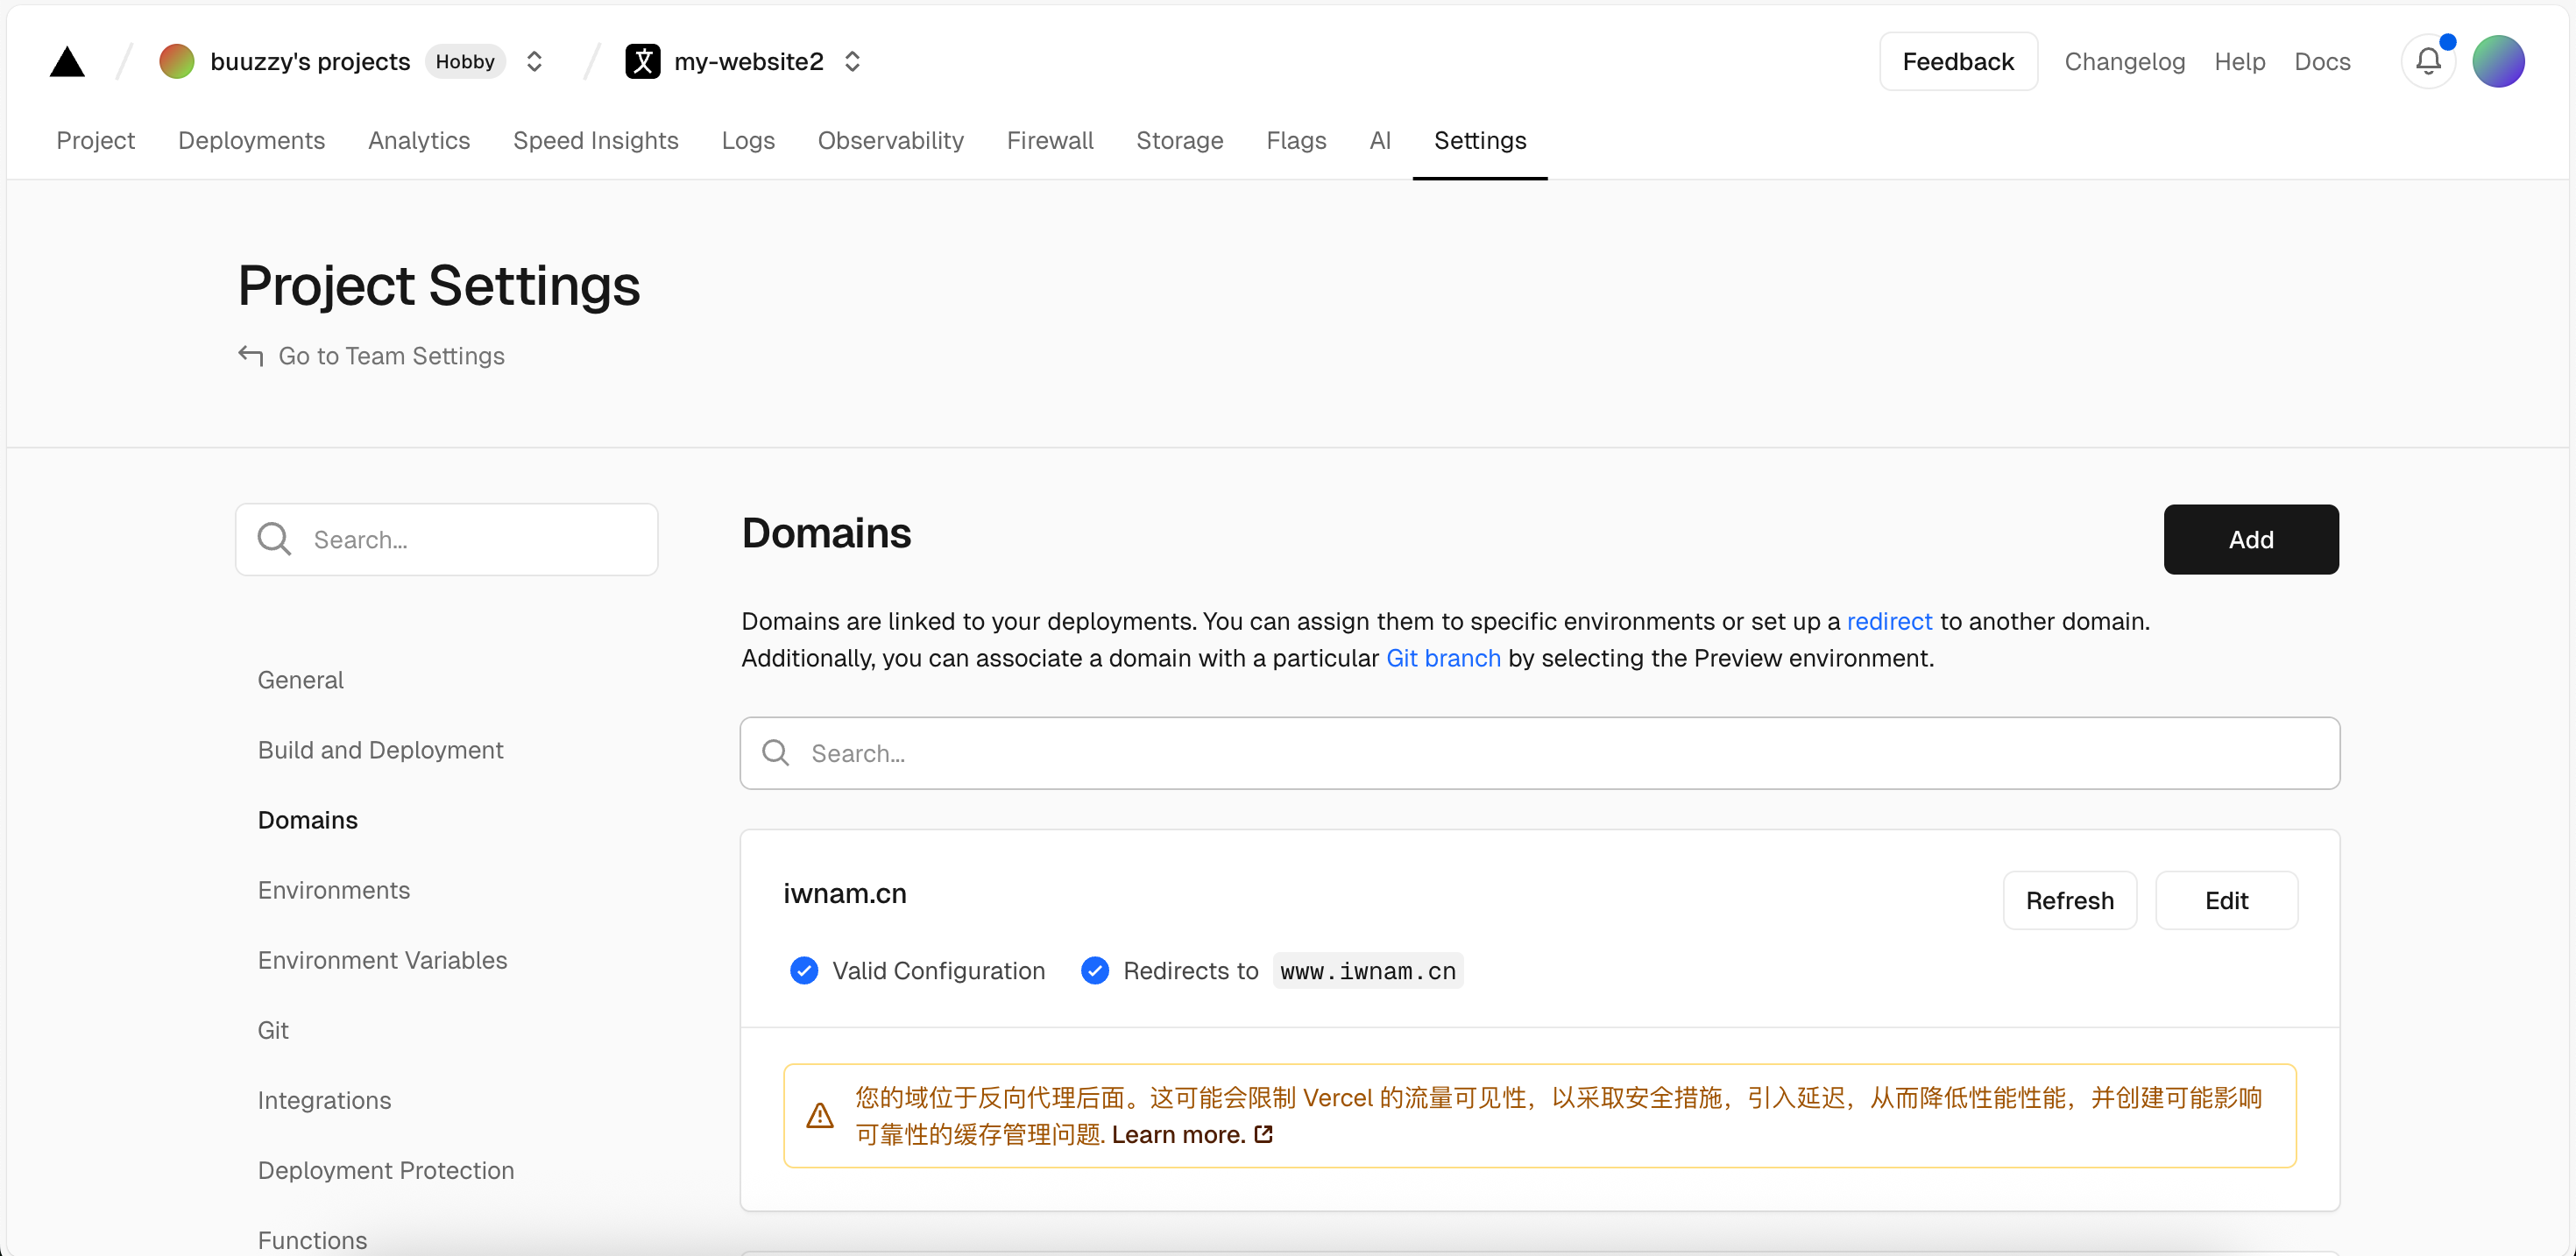 buuzzy's projects Hobby
文 my-website2
Feedback Changelog Help Docs
Project Deployments Analytics Speed Insights Logs Observability Firewall Storage Flags AI Settings
Project Settings
Go to Team Settings
Search...
General
Build and Deployment
Domains
Environments
Environment Variables
Git
Integrations
Deployment Protection
Functions
Domains
Add
Domains are linked to your deployments. You can assign them to specific environments or set up a redirect to another domain.
Additionally, you can associate a domain with a particular Git branch by selecting the Preview environment.
Search...
iwnam.cn
Refresh Edit
Valid Configuration Redirects to www.iwnam.cn
您的域位于反向代理后面。这可能会限制 Vercel 的流量可见性，以采取安全措施，引入延迟，从而降低性能性能，并创建可能影响
可靠性的缓存管理问题. Learn more.